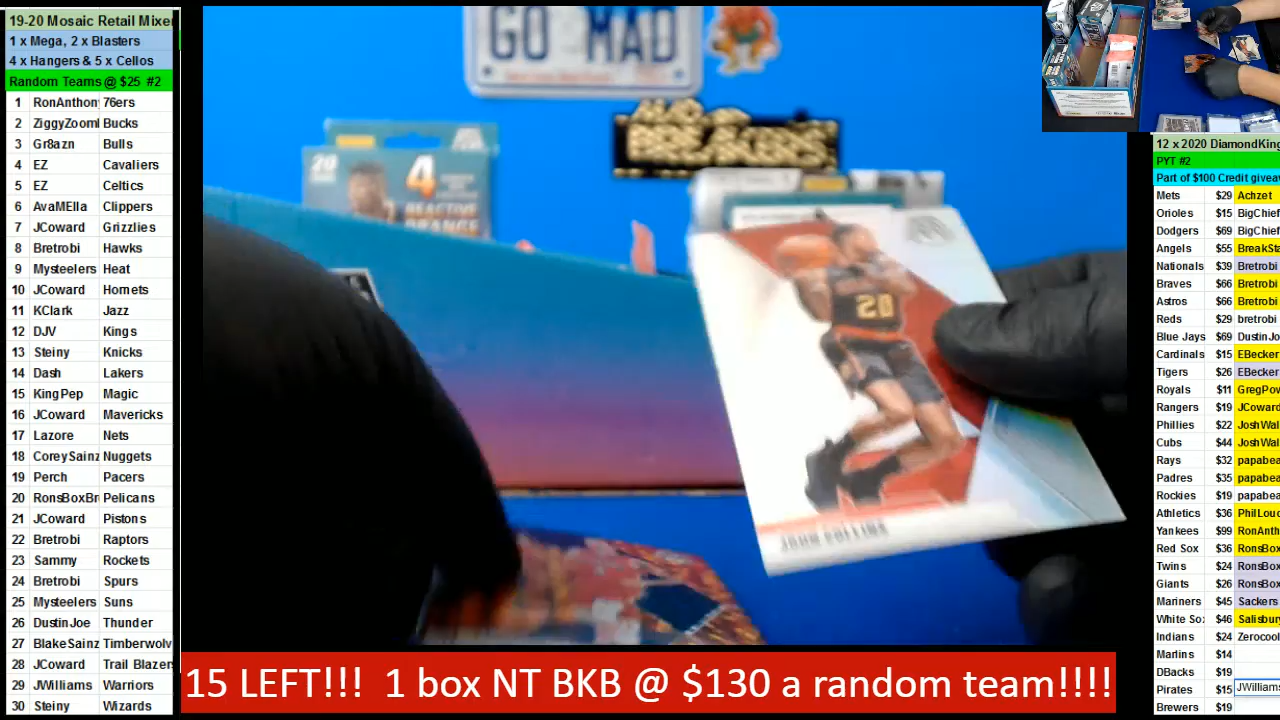 19-20 Mosaic Retail Mixer
1 x Mega, 2 x Blasters
4 x Hangers & 5 x Cellos
Random Teams @ $25 #2
1 RonAnthony 76ers
2 ZiggyZooml Bucks
3 Gr8azn Bulls
4 EZ Cavaliers
5 EZ Celtics
6 AvaMElla Clippers
7 JCoward Grizzlies
8 Bretrobi Hawks
9 Mysteelers Heat
10 JCoward Hornets
11 KClark Jazz
12 DJV Kings
13 Steiny Knicks
14 Dash Lakers
15 KingPep Magic
16 JCoward Mavericks
17 Lazore Nets
18 CoreySainz Nuggets
19 Perch Pacers
20 RonsBoxBr Pelicans
21 JCoward Pistons
22 Bretrobi Raptors
23 Sammy Rockets
24 Bretrobi Spurs
25 Mysteelers Suns
26 DustinJoe Thunder
27 BlakeSainz Timberwolv
28 JCoward Trail Blazers
29 JWilliams Warriors
30 Steiny Wizards
GO MAD
20
4
REACTIVE
ORANGE
20
JOHN COLLINS
15 LEFT!!! 1 box NT BKB @ $130 a random team!!!!
12 x 2020 DiamondKing
PYT #2
Part of $100 Credit giveav
Mets $29 Achzet
Orioles $15 BigChief
Dodgers $69 BigChief
Angels $55 BreakSta
Nationals $39 Bretrobi
Braves $66 Bretrobi
Astros $66 Bretrobi
Reds $29 bretrobi
Blue Jays $69 DustinJo
Cardinals $15 EBecker
Tigers $26 EBecker
Royals $11 GregPov
Rangers $19 JCoward
Phillies $22 JoshWal
Cubs $44 JoshWal
Rays $32 papabea
Padres $35 papabea
Rockies $19 papabea
Athletics $36 PhilLoud
Yankees $99 RonAnth
Red Sox $36 RonsBox
Twins $24 RonsBox
Giants $26 RonsBox
Mariners $45 Sackers
White So $46 Salisbury
Indians $24 Zerocool
Marlins $14
DBacks $19
Pirates $15 JWilliams
Brewers $19